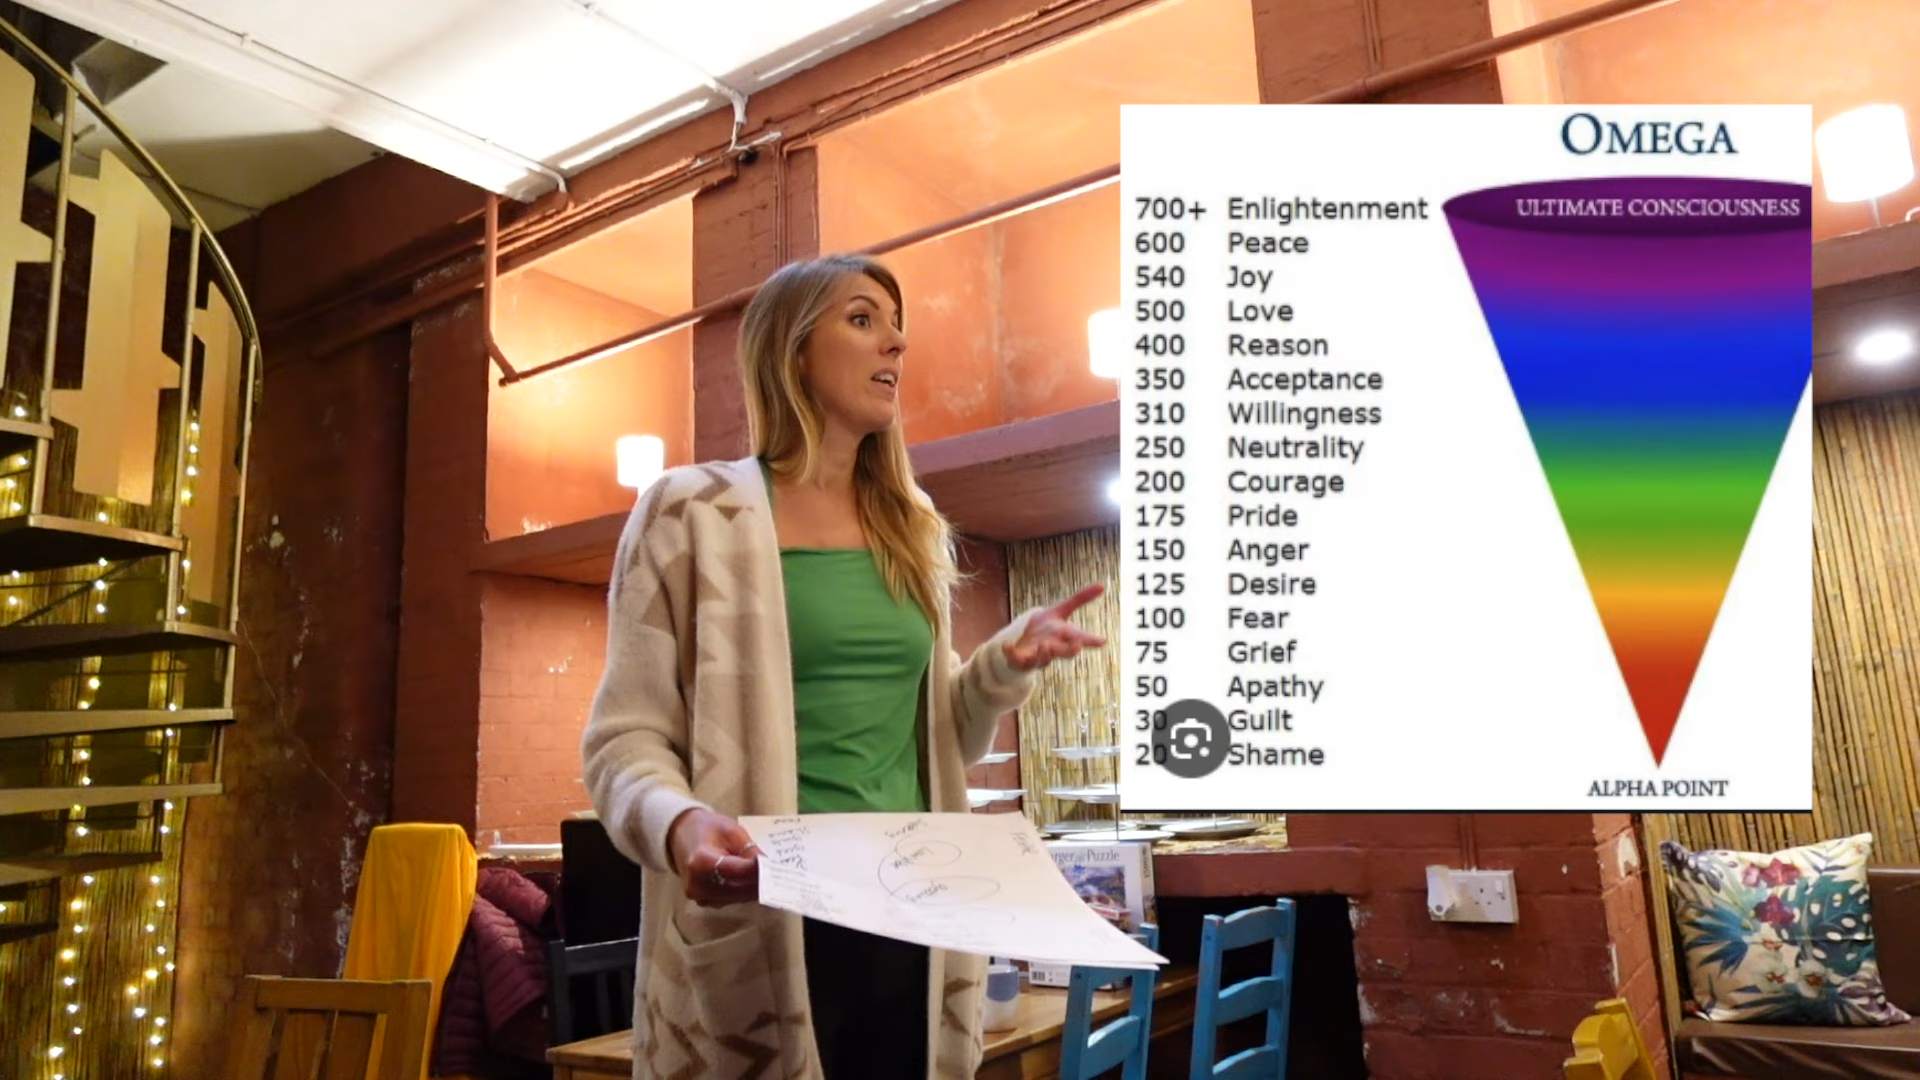 OMEGA
ULTIMATE CONSCIOUSNESS
700+ Enlightenment
600 Peace
540 Joy
500 Love
400 Reason
350 Acceptance
310 Willingness
250 Neutrality
200 Courage
175 Pride
150 Anger
125 Desire
100 Fear
75 Grief
50 Apathy
30 Guilt
20 Shame
ALPHA POINT
Puzzle